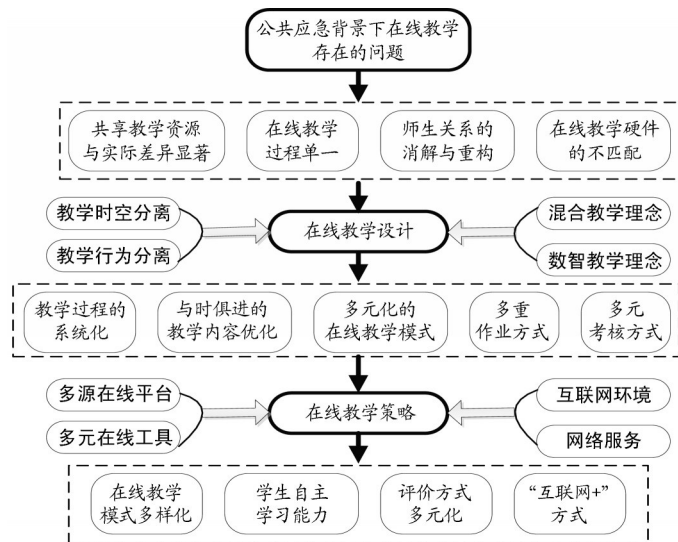 公共应急背景下在线教学
存在的问题
共享教学资源
与实际差异显著
在线教学
过程单一
师生关系的
消解与重构
在线教学硬件
的不匹配
教学时空分离
教学行为分离
在线教学设计
混合教学理念
数智教学理念
教学过程的
系统化
与时俱进的
教学内容优化
多元化的
在线教学模式
多重
作业方式
多元
考核方式
多源在线平台
多元在线工具
在线教学策略
互联网环境
网络服务
在线教学
模式多样化
学生自主
学习能力
评价方式
多元化
“互联网+”
方式